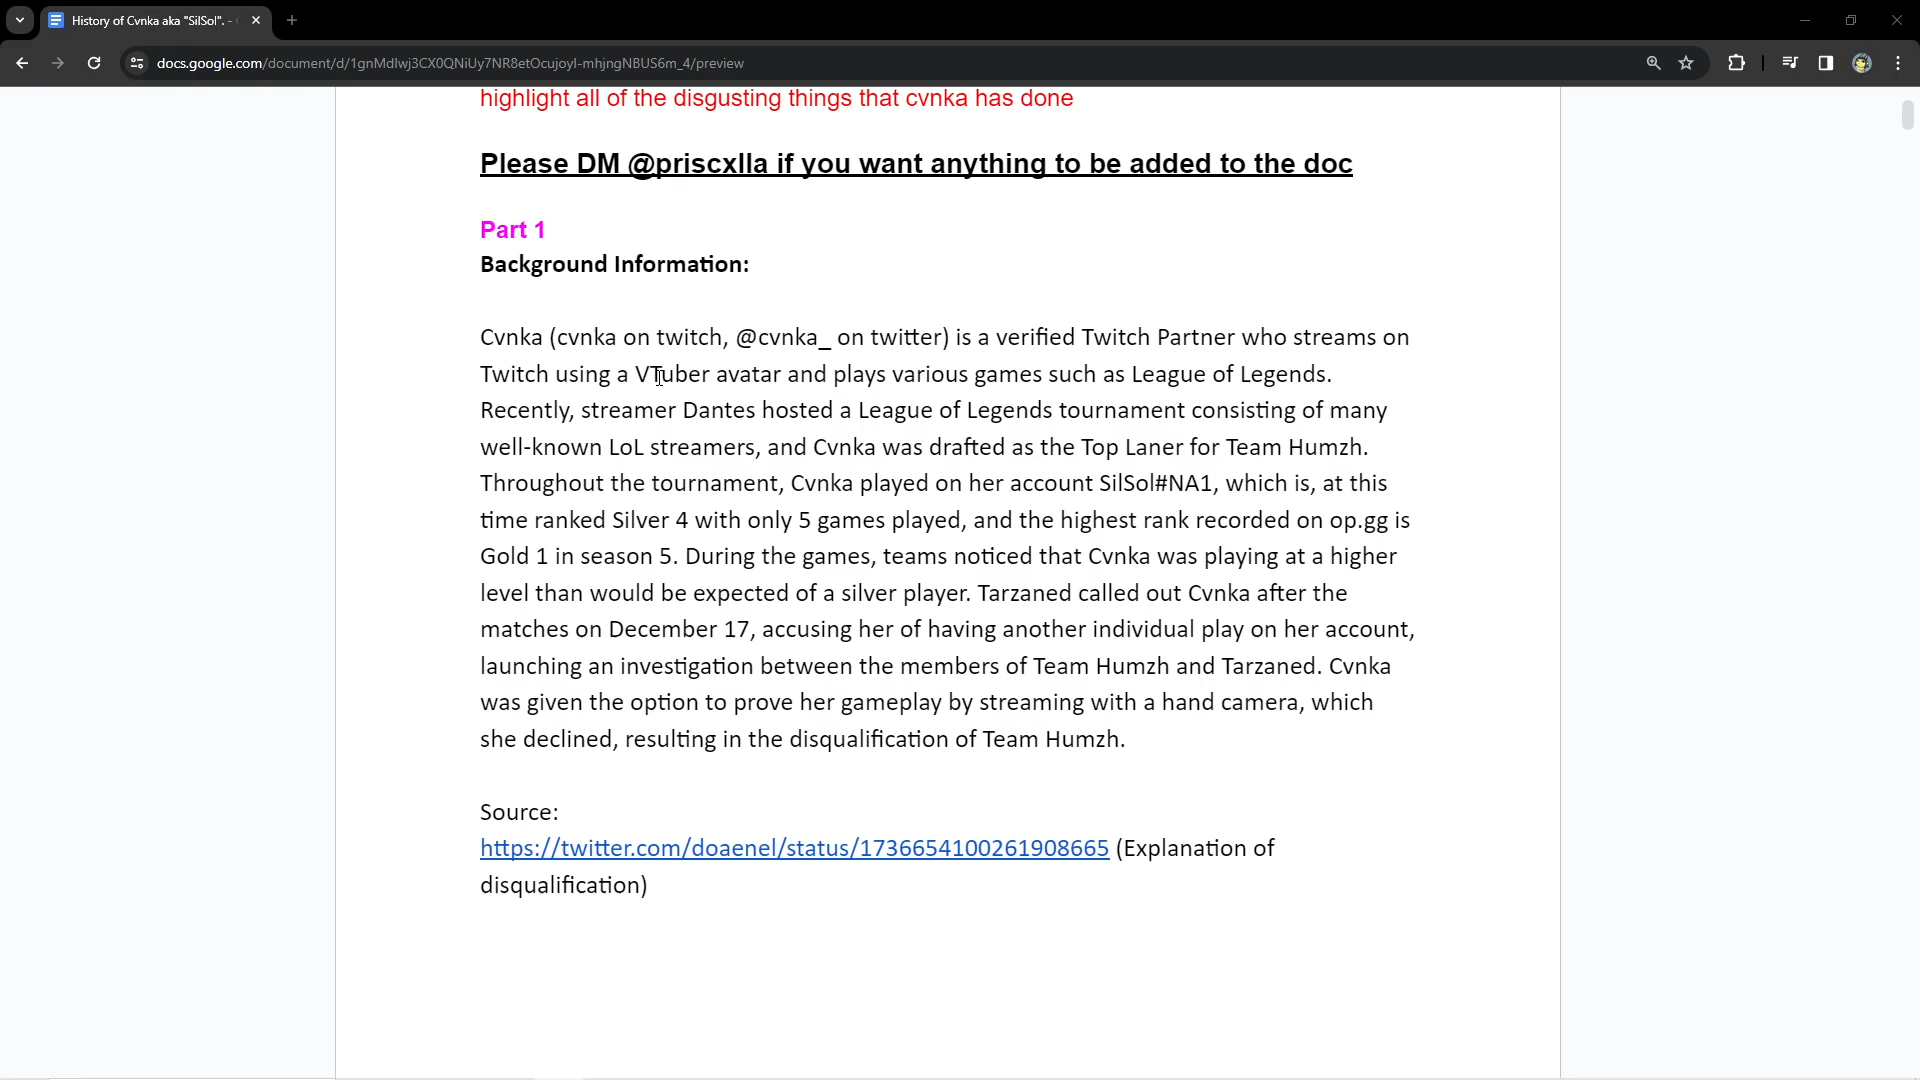 History of Cvnka aka "SilSol". -
docs.google.com/document/d/1gnMdlwj3CX0QNiUy7NR8etOcujoyl-mhjngNBUS6m_4/preview
highlight all of the disgusting things that cvnka has done
Please DM @priscxlla if you want anything to be added to the doc
Part 1
Background Information:
Cvnka (cvnka on twitch, @cvnka_ on twitter) is a verified Twitch Partner who streams on
Twitch using a VTuber avatar and plays various games such as League of Legends.
Recently, streamer Dantes hosted a League of Legends tournament consisting of many
well-known LoL streamers, and Cvnka was drafted as the Top Laner for Team Humzh.
Throughout the tournament, Cvnka played on her account SilSol#NA1, which is, at this
time ranked Silver 4 with only 5 games played, and the highest rank recorded on op.gg is
Gold 1 in season 5. During the games, teams noticed that Cvnka was playing at a higher
level than would be expected of a silver player. Tarzaned called out Cvnka after the
matches on December 17, accusing her of having another individual play on her account,
launching an investigation between the members of Team Humzh and Tarzaned. Cvnka
was given the option to prove her gameplay by streaming with a hand camera, which
she declined, resulting in the disqualification of Team Humzh.
Source:
https://twitter.com/doaenel/status/1736654100261908665 (Explanation of
disqualification)